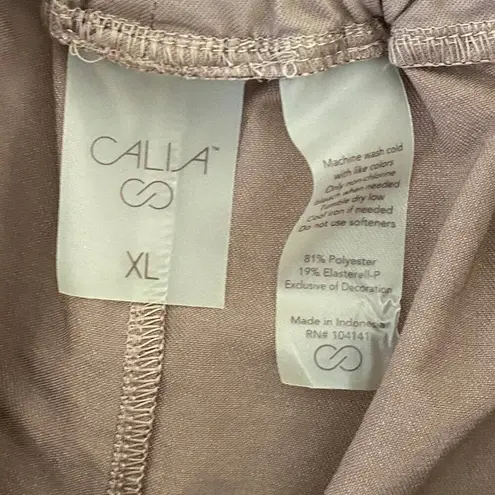 CALIA™
XL
Machine wash cold
with like colors
Only non-chlorine
bleach when needed
Tumble dry low
Cool iron if needed
Do not use softeners
81% Polyester
19% Elasterell-P
Exclusive of Decoration
Made in Indonesia
RN# 104141